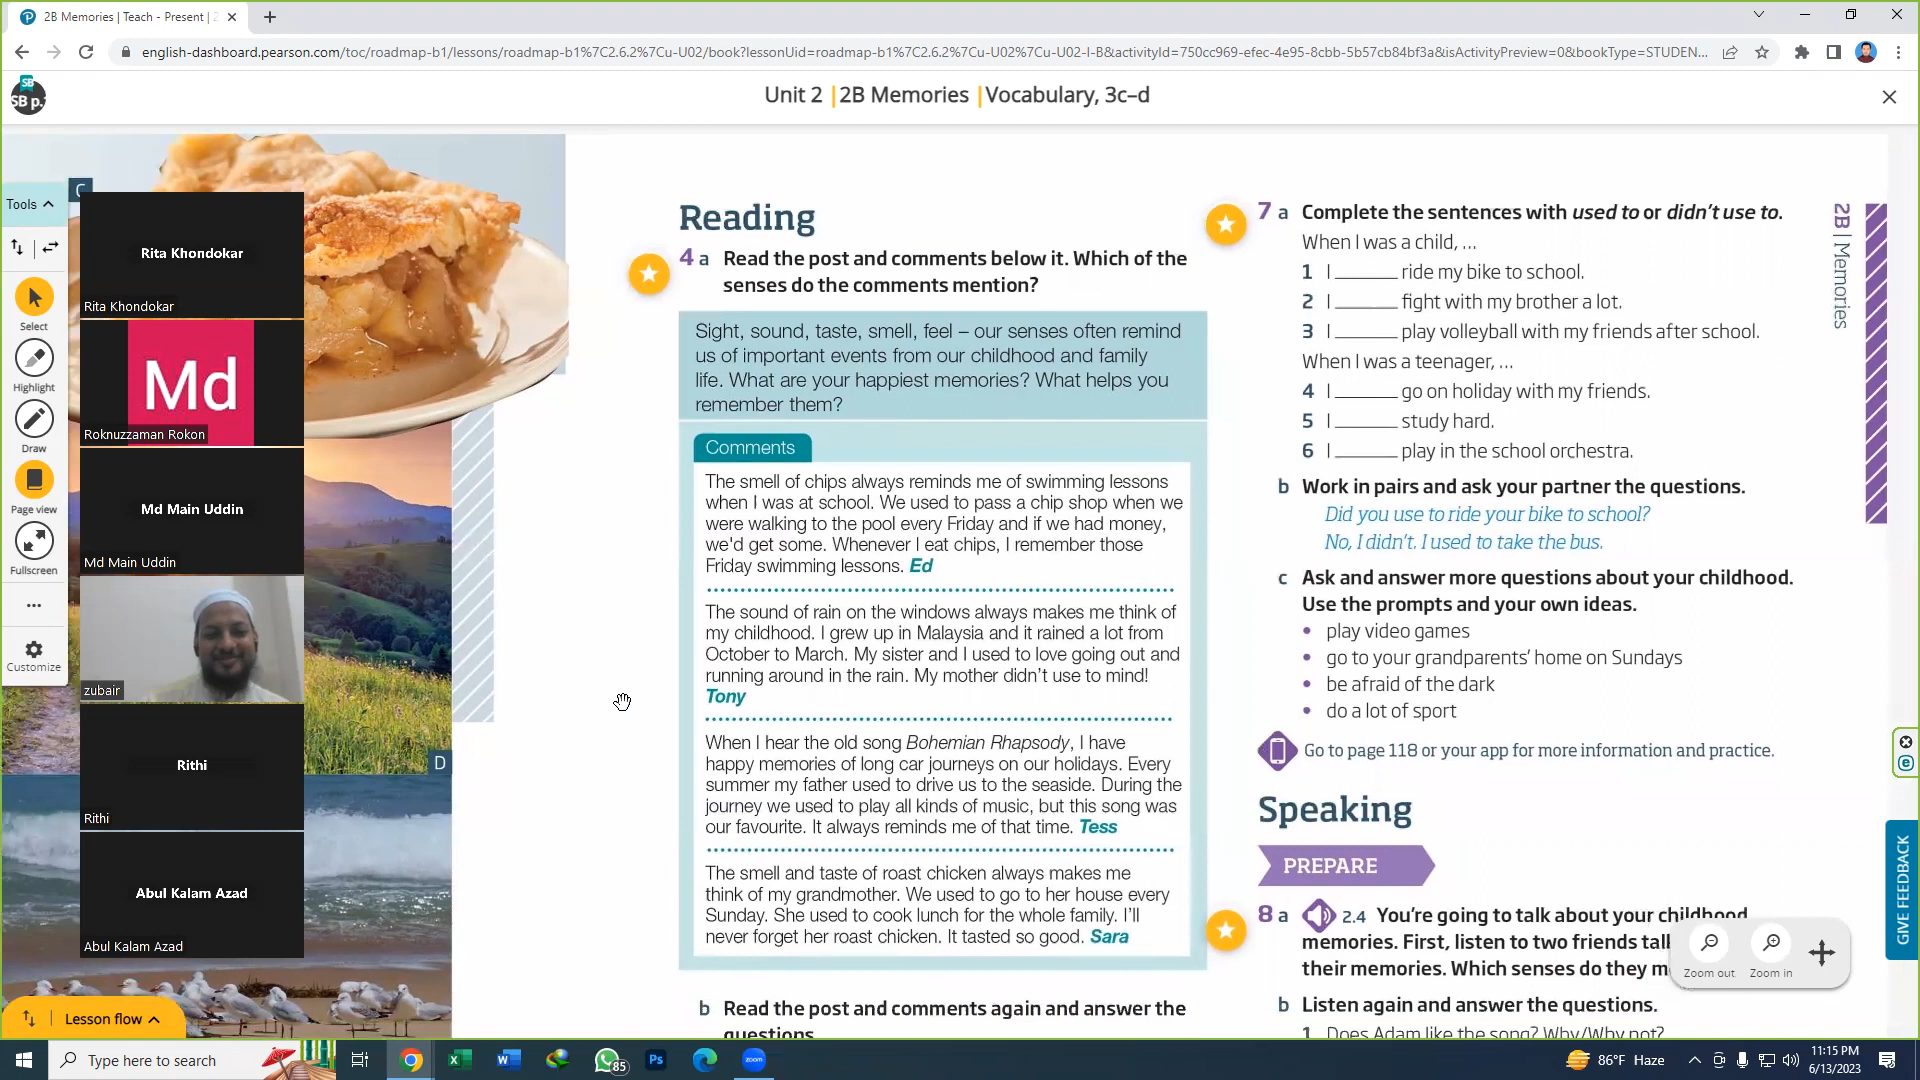 2B Memories | Teach - Present | 2
english-dashboard.pearson.com/toc/roadmap-b1/lessons/roadmap-b1%7C2.6.2%7Cu-U02/book?lessonUid=roadmap-b1%7C2.6.2%7Cu-U02%7Cu-U02-I-B&activityId=750cc969-efec-4e95-8cbb-5b57cb84bf3a&isActivityPreview=0&bookType=STUDEN...
SB
SB p.
Unit 2 | 2B Memories | Vocabulary, 3c–d
Tools
Select
Highlight
Draw
Page view
Fullscreen
Customize
C
Rita Khondokar
Rita Khondokar
Md
Roknuzzaman Rokon
Md Main Uddin
Md Main Uddin
zubair
Rithi
Rithi
Abul Kalam Azad
Abul Kalam Azad
D
Lesson flow
Reading
4 a Read the post and comments below it. Which of the
senses do the comments mention?
Sight, sound, taste, smell, feel – our senses often remind
us of important events from our childhood and family
life. What are your happiest memories? What helps you
remember them?
Comments
The smell of chips always reminds me of swimming lessons
when I was at school. We used to pass a chip shop when we
were walking to the pool every Friday and if we had money,
we'd get some. Whenever I eat chips, I remember those
Friday swimming lessons. Ed
The sound of rain on the windows always makes me think of
my childhood. I grew up in Malaysia and it rained a lot from
October to March. My sister and I used to love going out and
running around in the rain. My mother didn't use to mind!
Tony
When I hear the old song Bohemian Rhapsody, I have
happy memories of long car journeys on our holidays. Every
summer my father used to drive us to the seaside. During the
journey we used to play all kinds of music, but this song was
our favourite. It always reminds me of that time. Tess
The smell and taste of roast chicken always makes me
think of my grandmother. We used to go to her house every
Sunday. She used to cook lunch for the whole family. I'll
never forget her roast chicken. It tasted so good. Sara
b Read the post and comments again and answer the
questions.
7 a Complete the sentences with used to or didn't use to.
When I was a child, ...
1 I ______ ride my bike to school.
2 I ______ fight with my brother a lot.
3 I ______ play volleyball with my friends after school.
When I was a teenager, ...
4 I ______ go on holiday with my friends.
5 I ______ study hard.
6 I ______ play in the school orchestra.
b Work in pairs and ask your partner the questions.
Did you use to ride your bike to school?
No, I didn't. I used to take the bus.
c Ask and answer more questions about your childhood.
Use the prompts and your own ideas.
• play video games
• go to your grandparents' home on Sundays
• be afraid of the dark
• do a lot of sport
Go to page 118 or your app for more information and practice.
Speaking
PREPARE
8 a 2.4 You're going to talk about your childhood
memories. First, listen to two friends tal
their memories. Which senses do they m
b Listen again and answer the questions.
1 Does Adam like the song? Why/Why not?
2B | Memories
GIVE FEEDBACK
Zoom out
Zoom in
Type here to search
85
zoom
86°F Haze
11:15 PM
6/13/2023